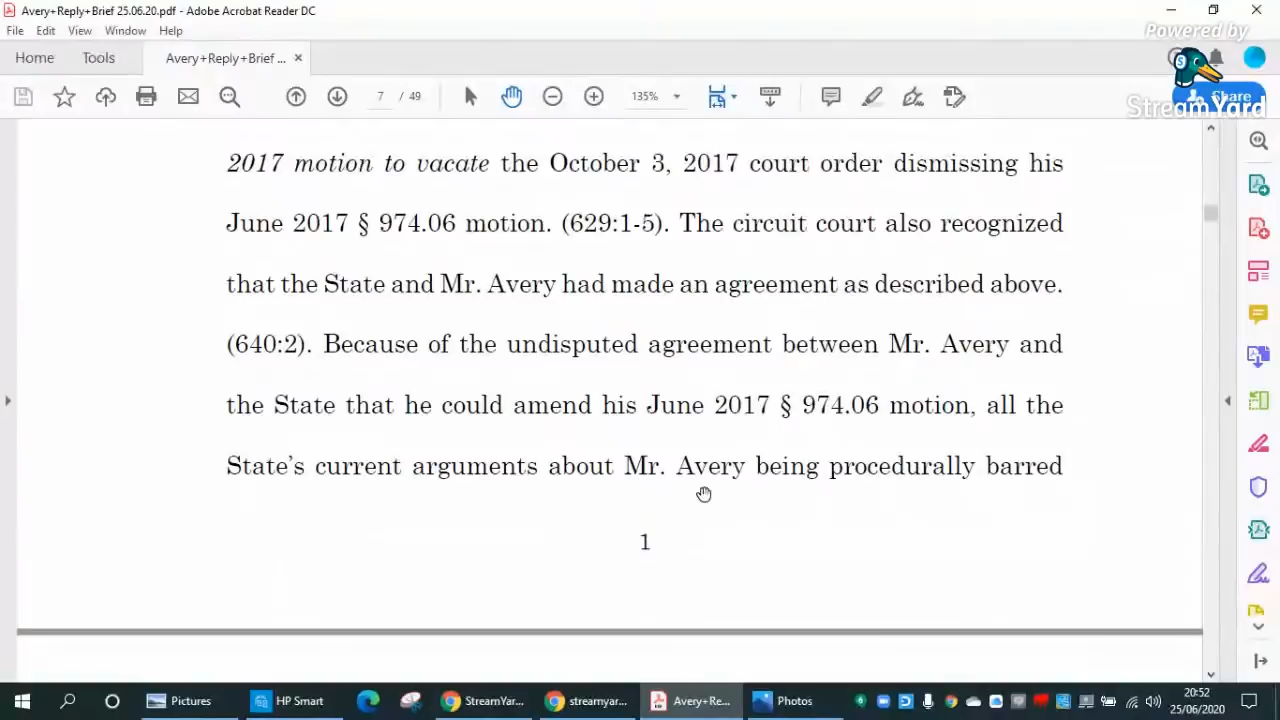 Avery+Reply+Brief 25.06.20.pdf - Adobe Acrobat Reader DC
Powered by
File Edit View Window Help
Home Tools Avery+Reply+Brief ... ×
StreamYard
Share
7 / 49 135%
2017 motion to vacate the October 3, 2017 court order dismissing his
June 2017 § 974.06 motion. (629:1-5). The circuit court also recognized
that the State and Mr. Avery had made an agreement as described above.
(640:2). Because of the undisputed agreement between Mr. Avery and
the State that he could amend his June 2017 § 974.06 motion, all the
State's current arguments about Mr. Avery being procedurally barred
1
Pictures HP Smart StreamYar... streamyar... Avery+Re... Photos
20:52
25/06/2020